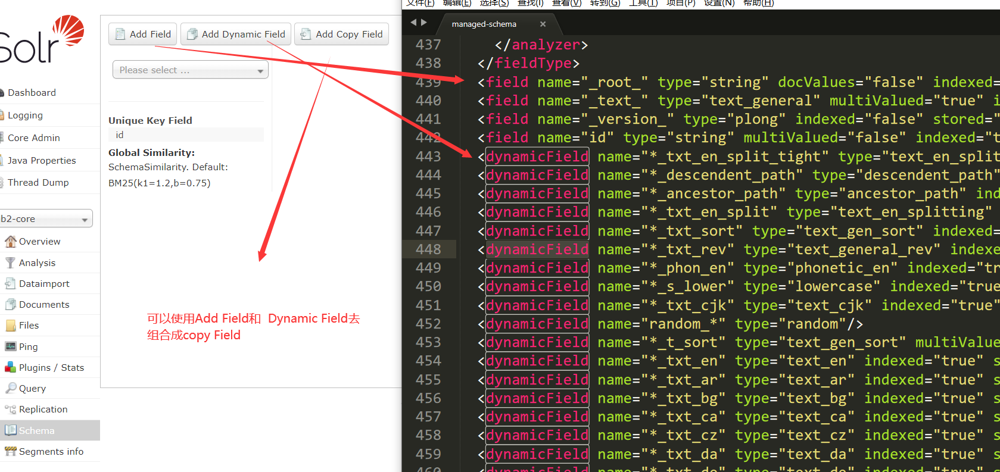 Solr
Dashboard
Logging
Core Admin
Java Properties
Thread Dump
b2-core
Overview
Analysis
Dataimport
Documents
Files
Ping
Plugins / Stats
Query
Replication
Schema
Segments info
Add Field
Add Dynamic Field
Add Copy Field
Please select ...
Unique Key Field
id
Global Similarity:
SchemaSimilarity. Default:
BM25(k1=1.2,b=0.75)
可以使用Add Field和 Dynamic Field去
组合成copy Field
文件(F) 编辑(E) 选择(S) 查找(I) 查看(V) 转到(G) 工具(T) 项目(P) 设置(N) 帮助(H)
managed-schema ×
437 </analyzer>
438 </fieldType>
439 <field name="_root_" type="string" docValues="false" indexed=
440 <field name="_text_" type="text_general" multiValued="true" i
441 <field name="_version_" type="plong" indexed="false" stored="
442 <field name="id" type="string" multiValued="false" indexed="t
443 <dynamicField name="*_txt_en_split_tight" type="text_en_split
444 <dynamicField name="*_descendent_path" type="descendent_path"
445 <dynamicField name="*_ancestor_path" type="ancestor_path" ind
446 <dynamicField name="*_txt_en_split" type="text_en_splitting"
447 <dynamicField name="*_txt_sort" type="text_gen_sort" indexed=
448 <dynamicField name="*_txt_rev" type="text_general_rev" indexe
449 <dynamicField name="*_phon_en" type="phonetic_en" indexed="tr
450 <dynamicField name="*_s_lower" type="lowercase" indexed="true
451 <dynamicField name="*_txt_cjk" type="text_cjk" indexed="true"
452 <dynamicField name="random_*" type="random"/>
453 <dynamicField name="*_t_sort" type="text_gen_sort" multiValue
454 <dynamicField name="*_txt_en" type="text_en" indexed="true" s
455 <dynamicField name="*_txt_ar" type="text_ar" indexed="true" s
456 <dynamicField name="*_txt_bg" type="text_bg" indexed="true" s
457 <dynamicField name="*_txt_ca" type="text_ca" indexed="true" s
458 <dynamicField name="*_txt_cz" type="text_cz" indexed="true" s
459 <dynamicField name="*_txt_da" type="text_da" indexed="true" s
460 <dynamicField name="*_txt_de" type="text_de" indexed="true" s